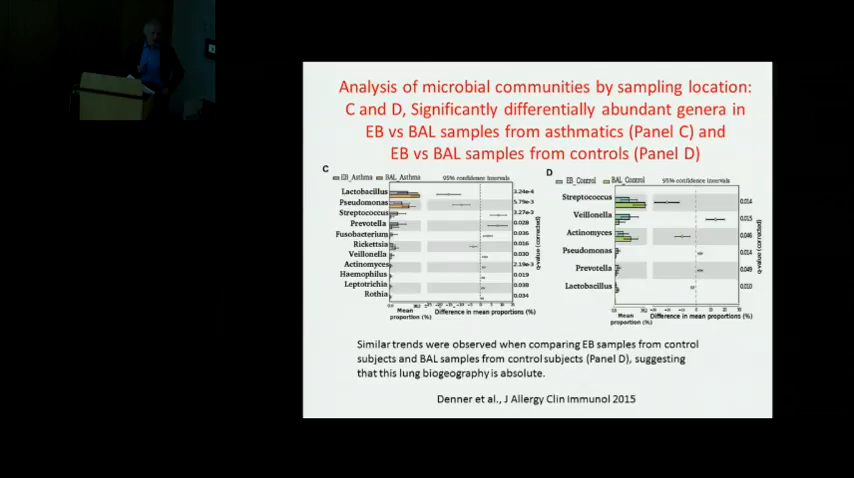 Analysis of microbial communities by sampling location:
C and D, Significantly differentially abundant genera in
EB vs BAL samples from asthmatics (Panel C) and
EB vs BAL samples from controls (Panel D)
C
EB_Asthma BAL_Asthma 95% confidence intervals
Lactobacillus 3.24e-4
Pseudomonas 5.79e-3
Streptococcus 3.27e-3
Prevotella 0.028
Fusobacterium 0.036
Rickettsia 0.016
Veillonella 0.030
Actinomyces 2.19e-3
Haemophilus 0.019
Leptotrichia 0.038
Rothia 0.034
q-value (corrected)
Mean
proportion (%)
Difference in mean proportions (%)
D
EB_Control BAL_Control 95% confidence intervals
Streptococcus 0.014
Veillonella 0.015
Actinomyces 0.046
Pseudomonas 0.014
Prevotella 0.049
Lactobacillus 0.010
q-value (corrected)
Mean
proportion (%)
Difference in mean proportions (%)
Similar trends were observed when comparing EB samples from control
subjects and BAL samples from control subjects (Panel D), suggesting
that this lung biogeography is absolute.
Denner et al., J Allergy Clin Immunol 2015